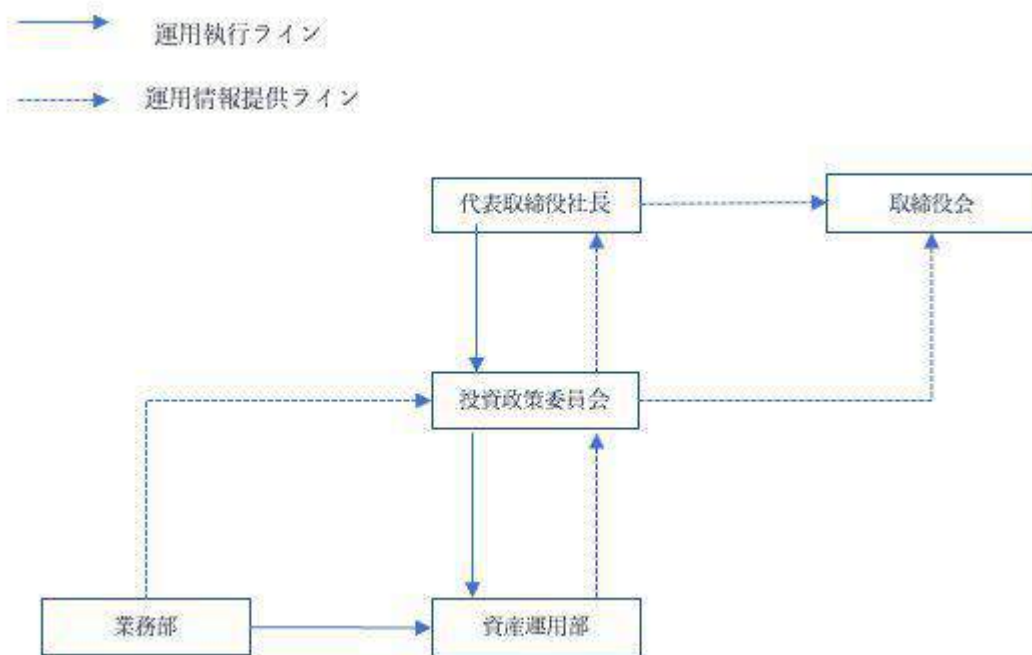 運用執行ライン
運用情報提供ライン
代表取締役社長
取締役会
投資政策委員会
業務部
資産運用部